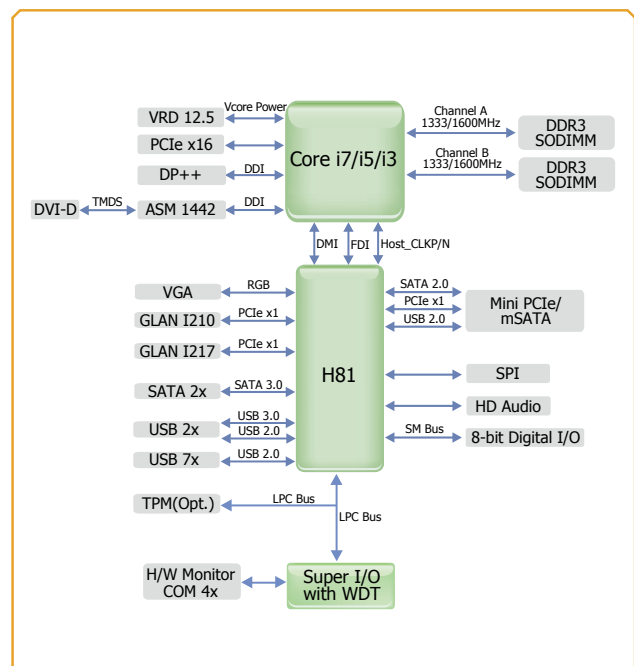 VRD 12.5
Vcore Power
PCIe x16
DP++
DDI
DVI-D
TMDS
ASM 1442
DDI
Core i7/i5/i3
Channel A
1333/1600MHz
DDR3
SODIMM
Channel B
1333/1600MHz
DDR3
SODIMM
DMI
FDI
Host_CLKP/N
VGA
RGB
GLAN I210
PCIe x1
GLAN I217
PCIe x1
SATA 2x
SATA 3.0
USB 2x
USB 3.0
USB 2.0
USB 7x
USB 2.0
H81
SATA 2.0
PCIe x1
USB 2.0
Mini PCIe/
mSATA
SPI
HD Audio
SM Bus
8-bit Digital I/O
TPM(Opt.)
LPC Bus
LPC Bus
H/W Monitor
COM 4x
Super I/O
with WDT